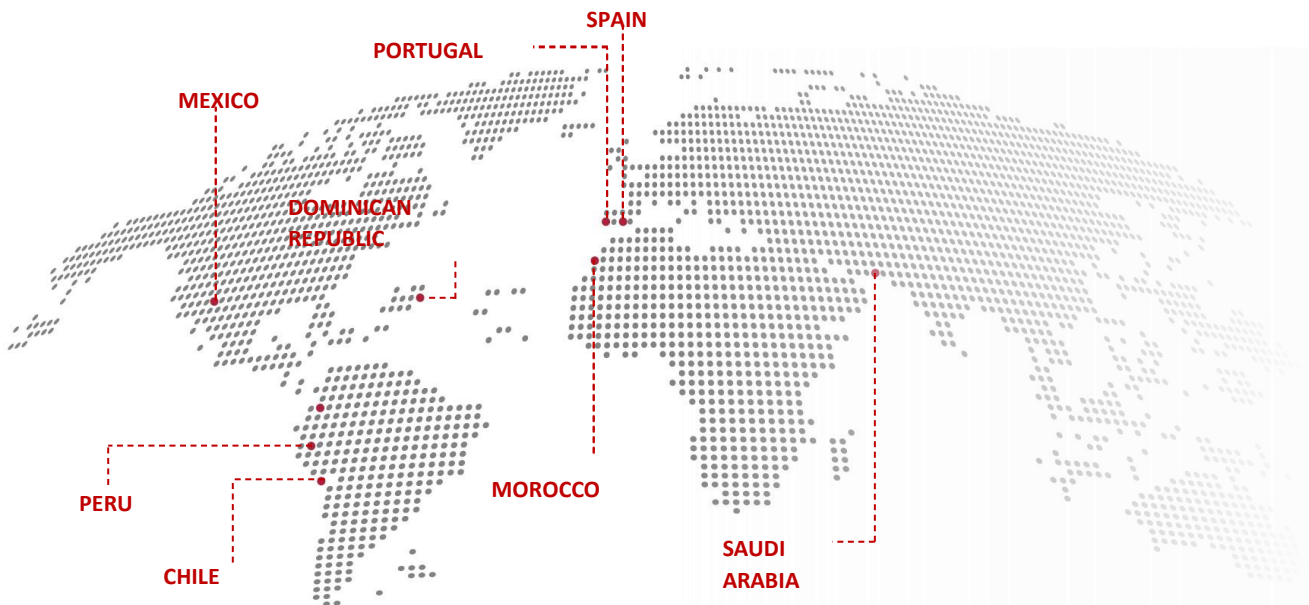 SPAIN
PORTUGAL
MEXICO
DOMINICAN
REPUBLIC
PERU
MOROCCO
CHILE
SAUDI
ARABIA